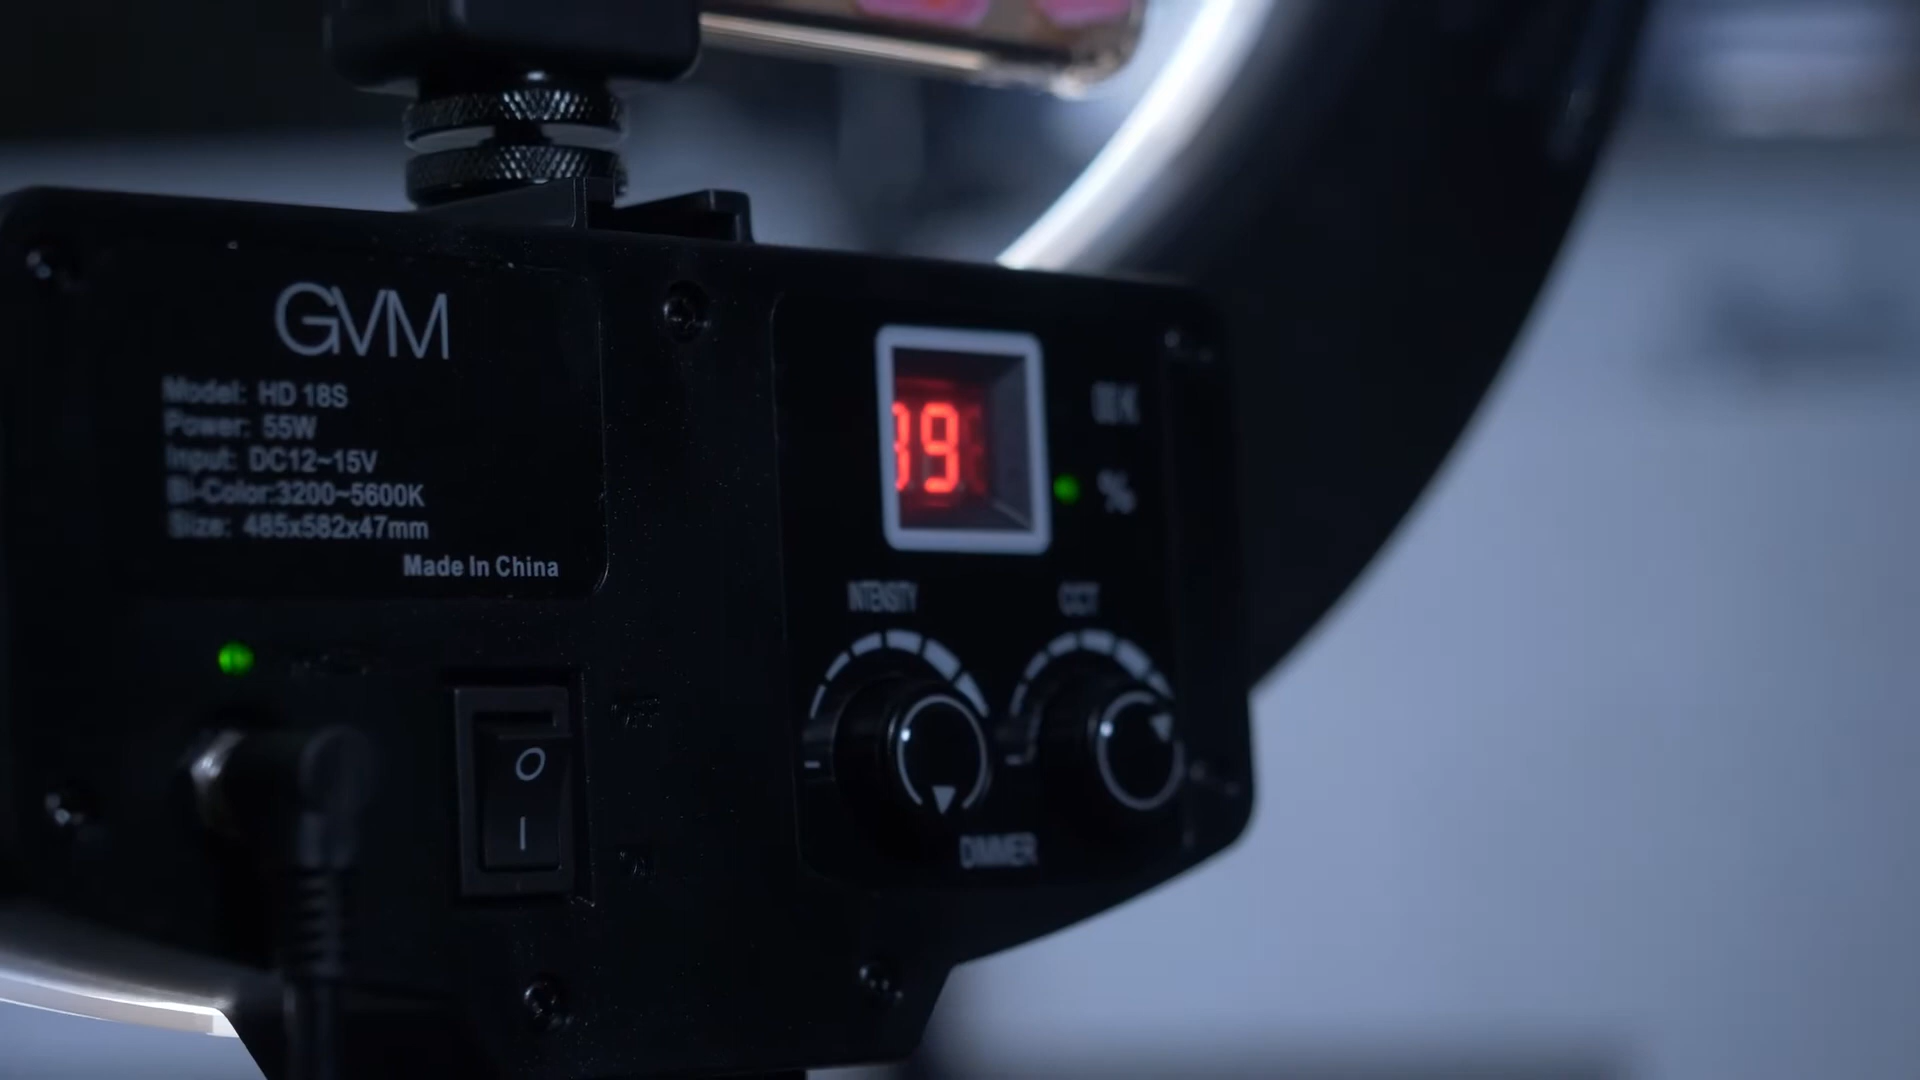 GVM
Model: HD 18S
Power: 55W
Input: DC12~15V
Bi-Color:3200~5600K
Size: 485x582x47mm
Made In China
9
%
INTENSITY
CCT
O
I
DIMMER